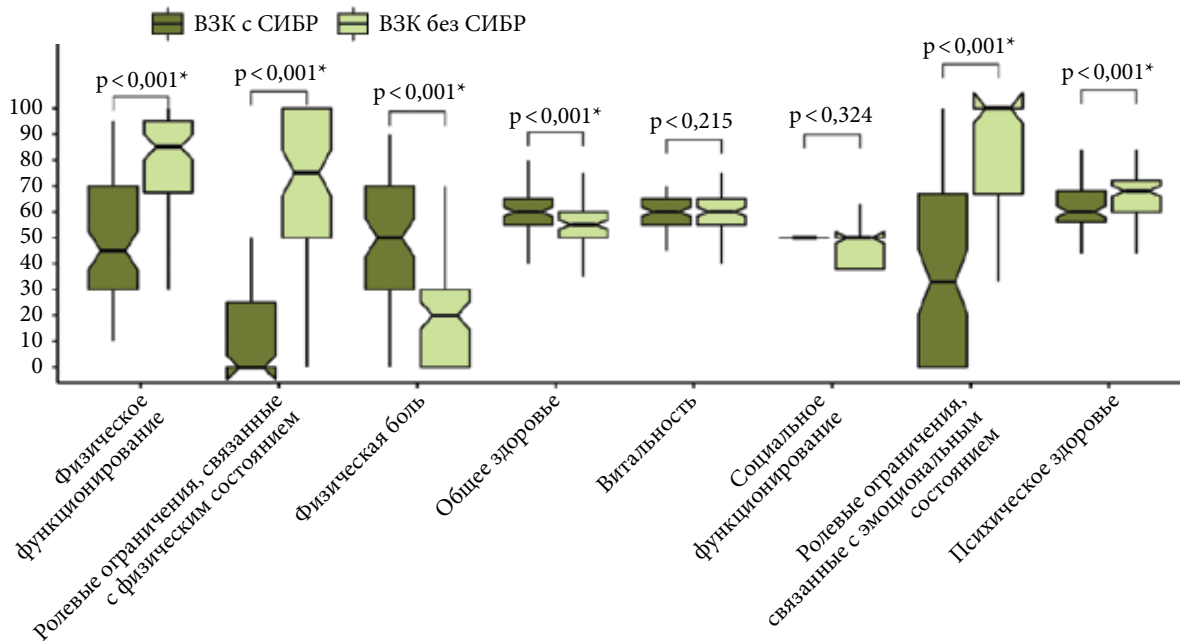 ВЗК с СИБР
ВЗК без СИБР
p < 0,001*
p < 0,001*
p < 0,001*
p < 0,001*
p < 0,215
p < 0,324
p < 0,001*
p < 0,001*
100
90
80
70
60
50
40
30
20
10
0
Физическое
функционирование
Ролевые ограничения, связанные
с физическим состоянием
Физическая боль
Общее здоровье
Витальность
Социальное
функционирование
Ролевые ограничения,
связанные с эмоциональным
состоянием
Психическое здоровье